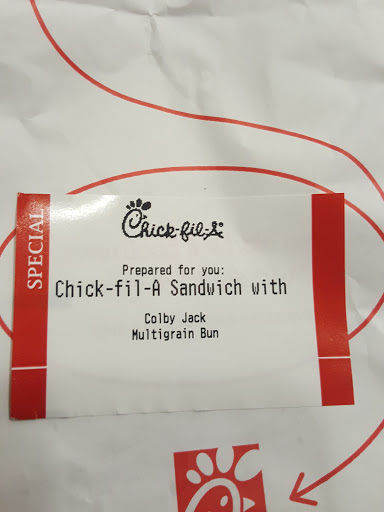 SPECIAL
Chick-fil-A®
Prepared for you:
Chick-fil-A Sandwich with
Colby Jack
Multigrain Bun